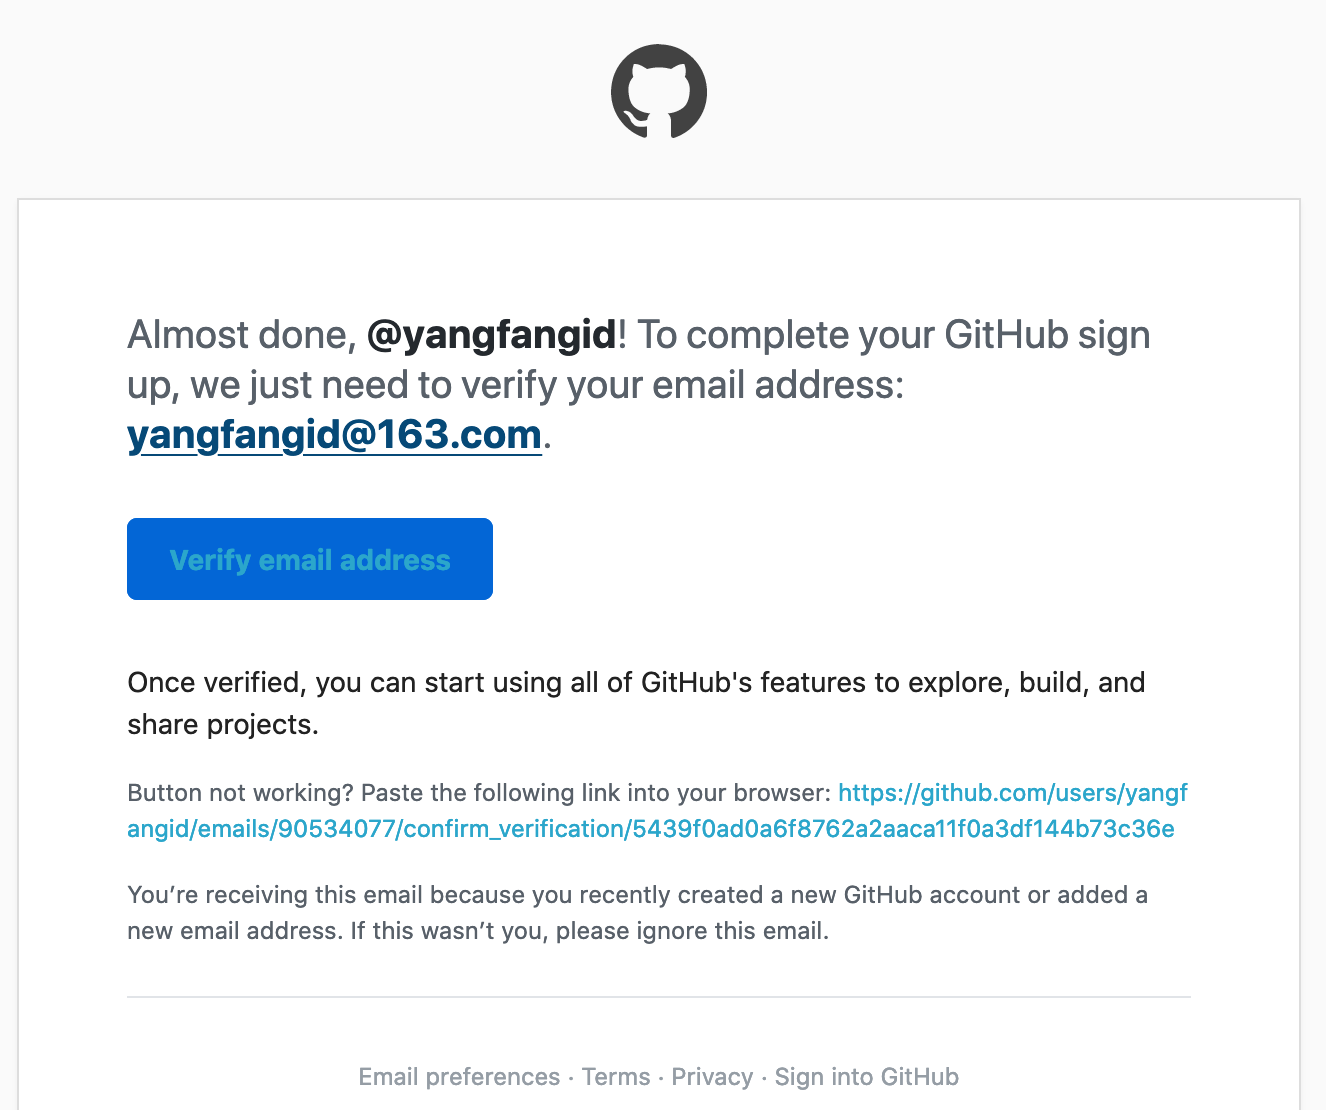 Almost done, @yangfangid! To complete your GitHub sign
up, we just need to verify your email address:
yangfangid@163.com.
Verify email address
Once verified, you can start using all of GitHub's features to explore, build, and
share projects.
Button not working? Paste the following link into your browser: https://github.com/users/yangf
angid/emails/90534077/confirm_verification/5439f0ad0a6f8762a2aaca11f0a3df144b73c36e
You’re receiving this email because you recently created a new GitHub account or added a
new email address. If this wasn’t you, please ignore this email.
Email preferences · Terms · Privacy · Sign into GitHub